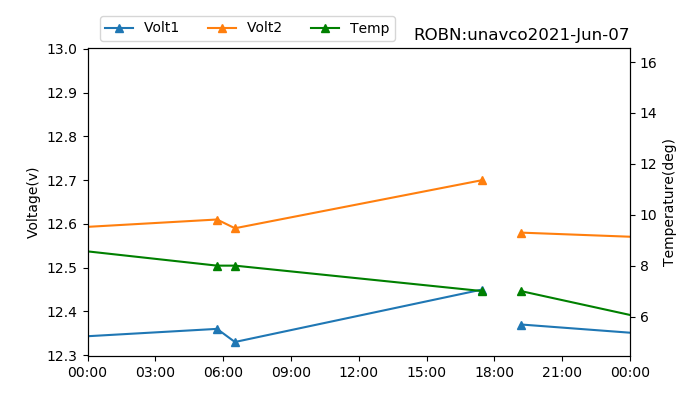 Volt1 Volt2 Temp
ROBN:unavco2021-Jun-07
13.0
12.9
12.8
12.7
12.6
12.5
12.4
12.3
Voltage(v)
16
14
12
10
8
6
Temperature(deg)
00:00 03:00 06:00 09:00 12:00 15:00 18:00 21:00 00:00